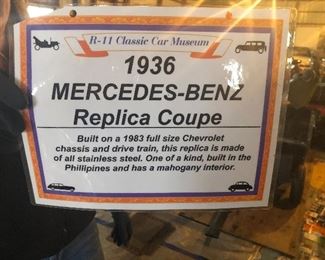 R-11 Classic Car Museum
1936
MERCEDES-BENZ
Replica Coupe
Built on a 1983 full size Chevrolet
chassis and drive train, this replica is made
of all stainless steel. One of a kind, built in the
Phillipines and has a mahogany interior.